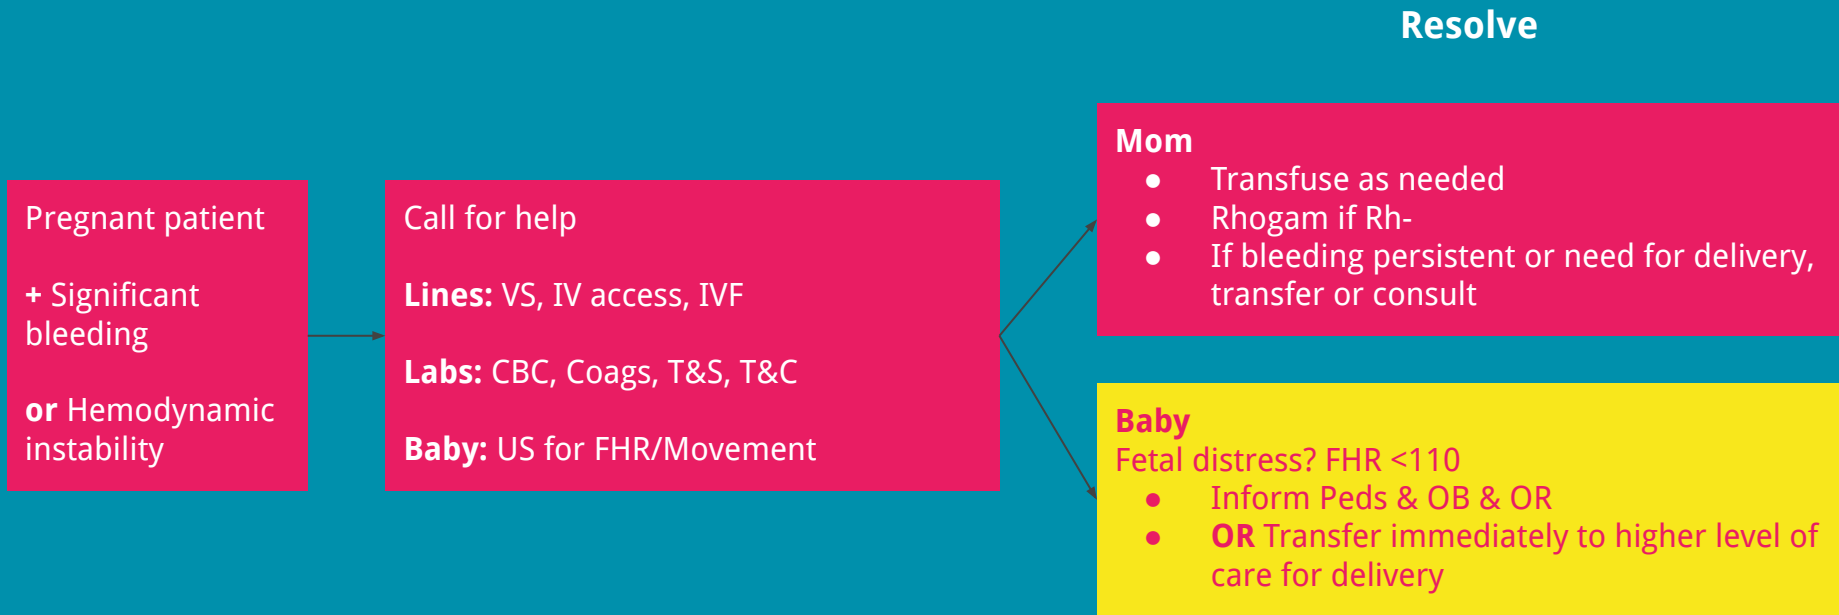 Resolve
Pregnant patient
+ Significant
bleeding
or Hemodynamic
instability
Call for help
Lines: VS, IV access, IVF
Labs: CBC, Coags, T&S, T&C
Baby: US for FHR/Movement
Mom
● Transfuse as needed
● Rhogam if Rh-
● If bleeding persistent or need for delivery,
transfer or consult
Baby
Fetal distress? FHR <110
● Inform Peds & OB & OR
● OR Transfer immediately to higher level of
care for delivery